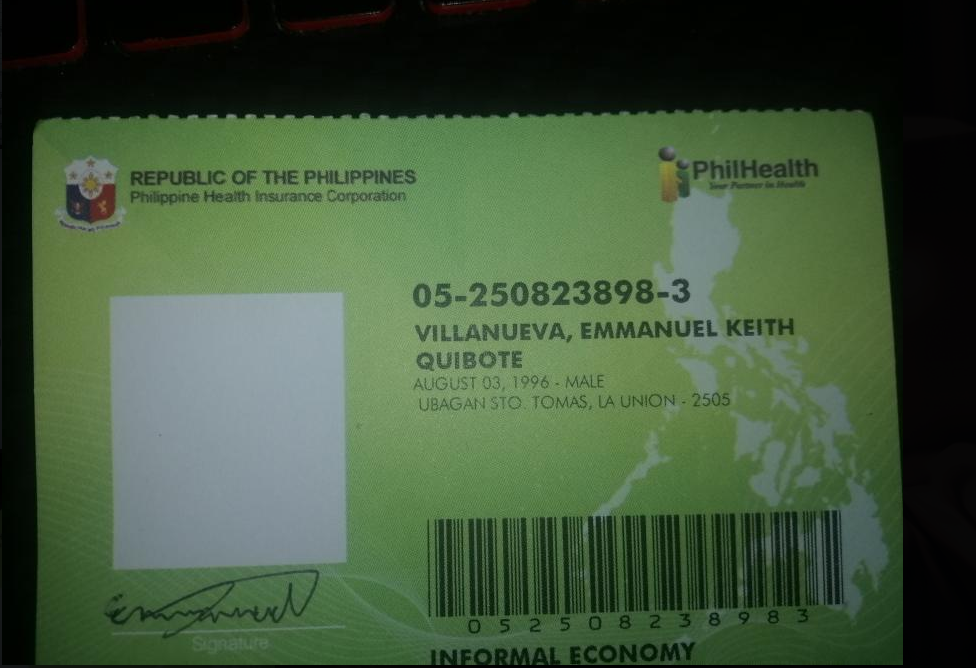 REPUBLIC OF THE PHILIPPINES
Philippine Health Insurance Corporation
PhilHealth
Your Partner in Health
05-250823898-3
VILLANUEVA, EMMANUEL KEITH
QUIBOTE
AUGUST 03, 1996 - MALE
UBAGAN STO. TOMAS, LA UNION - 2505
052508238983
Signature
INFORMAL ECONOMY